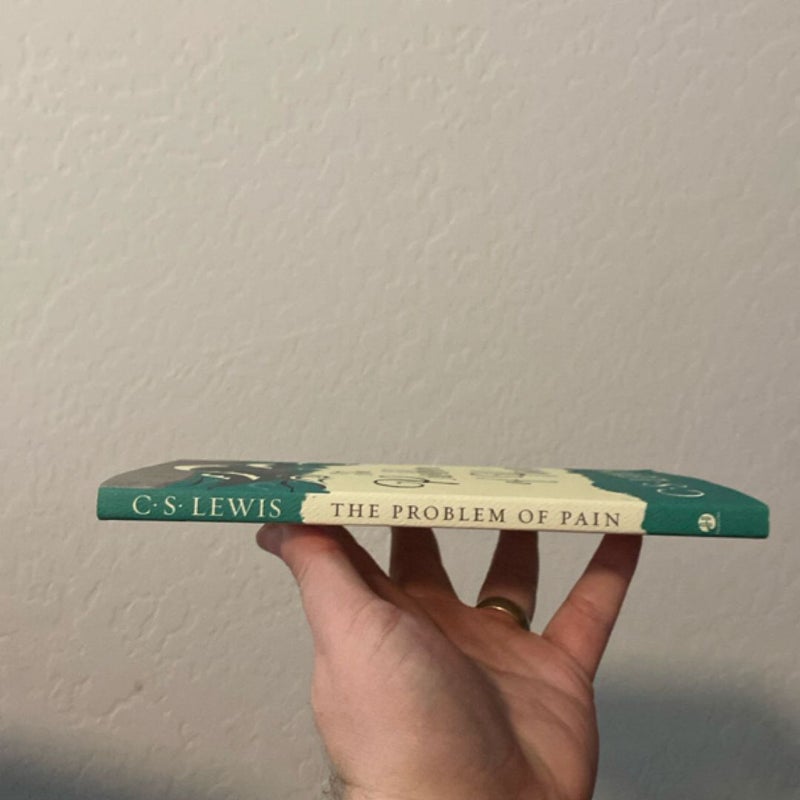 C·S·LEWIS THE PROBLEM OF PAIN